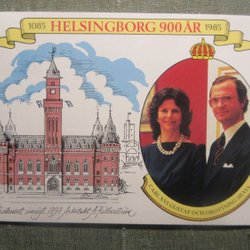 1085 HELSINGBORG 900 ÅR 1985
Rådhuset invigt 1897 Arkitekt A. Hellerström
CARL XVI GUSTAF OCH DROTTNING SILVIA